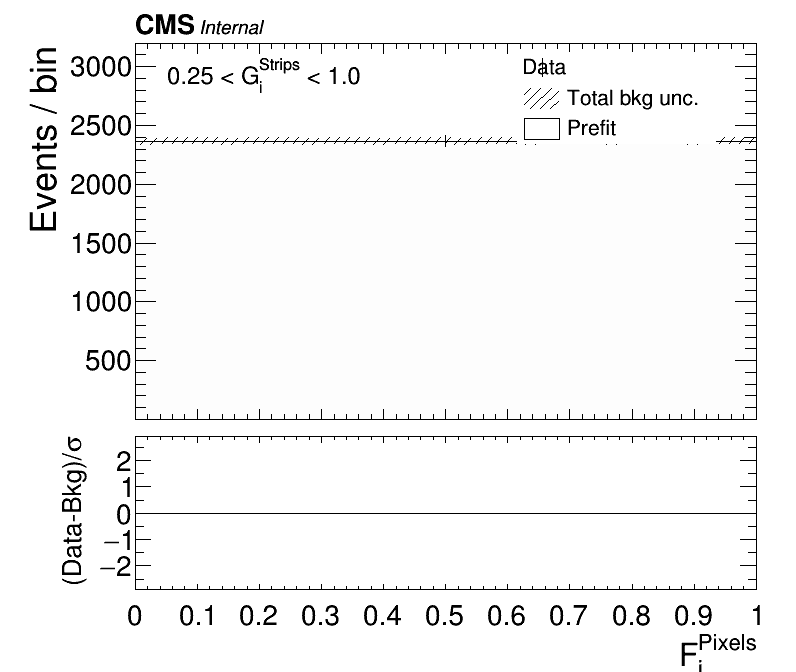 CMS Internal
Events / bin
3000
2500
2000
1500
1000
500
0.25 < G_i^Strips < 1.0
Data
Total bkg unc.
Prefit
(Data-Bkg)/σ
2
1
0
−1
−2
0 0.1 0.2 0.3 0.4 0.5 0.6 0.7 0.8 0.9 1
F_i^Pixels